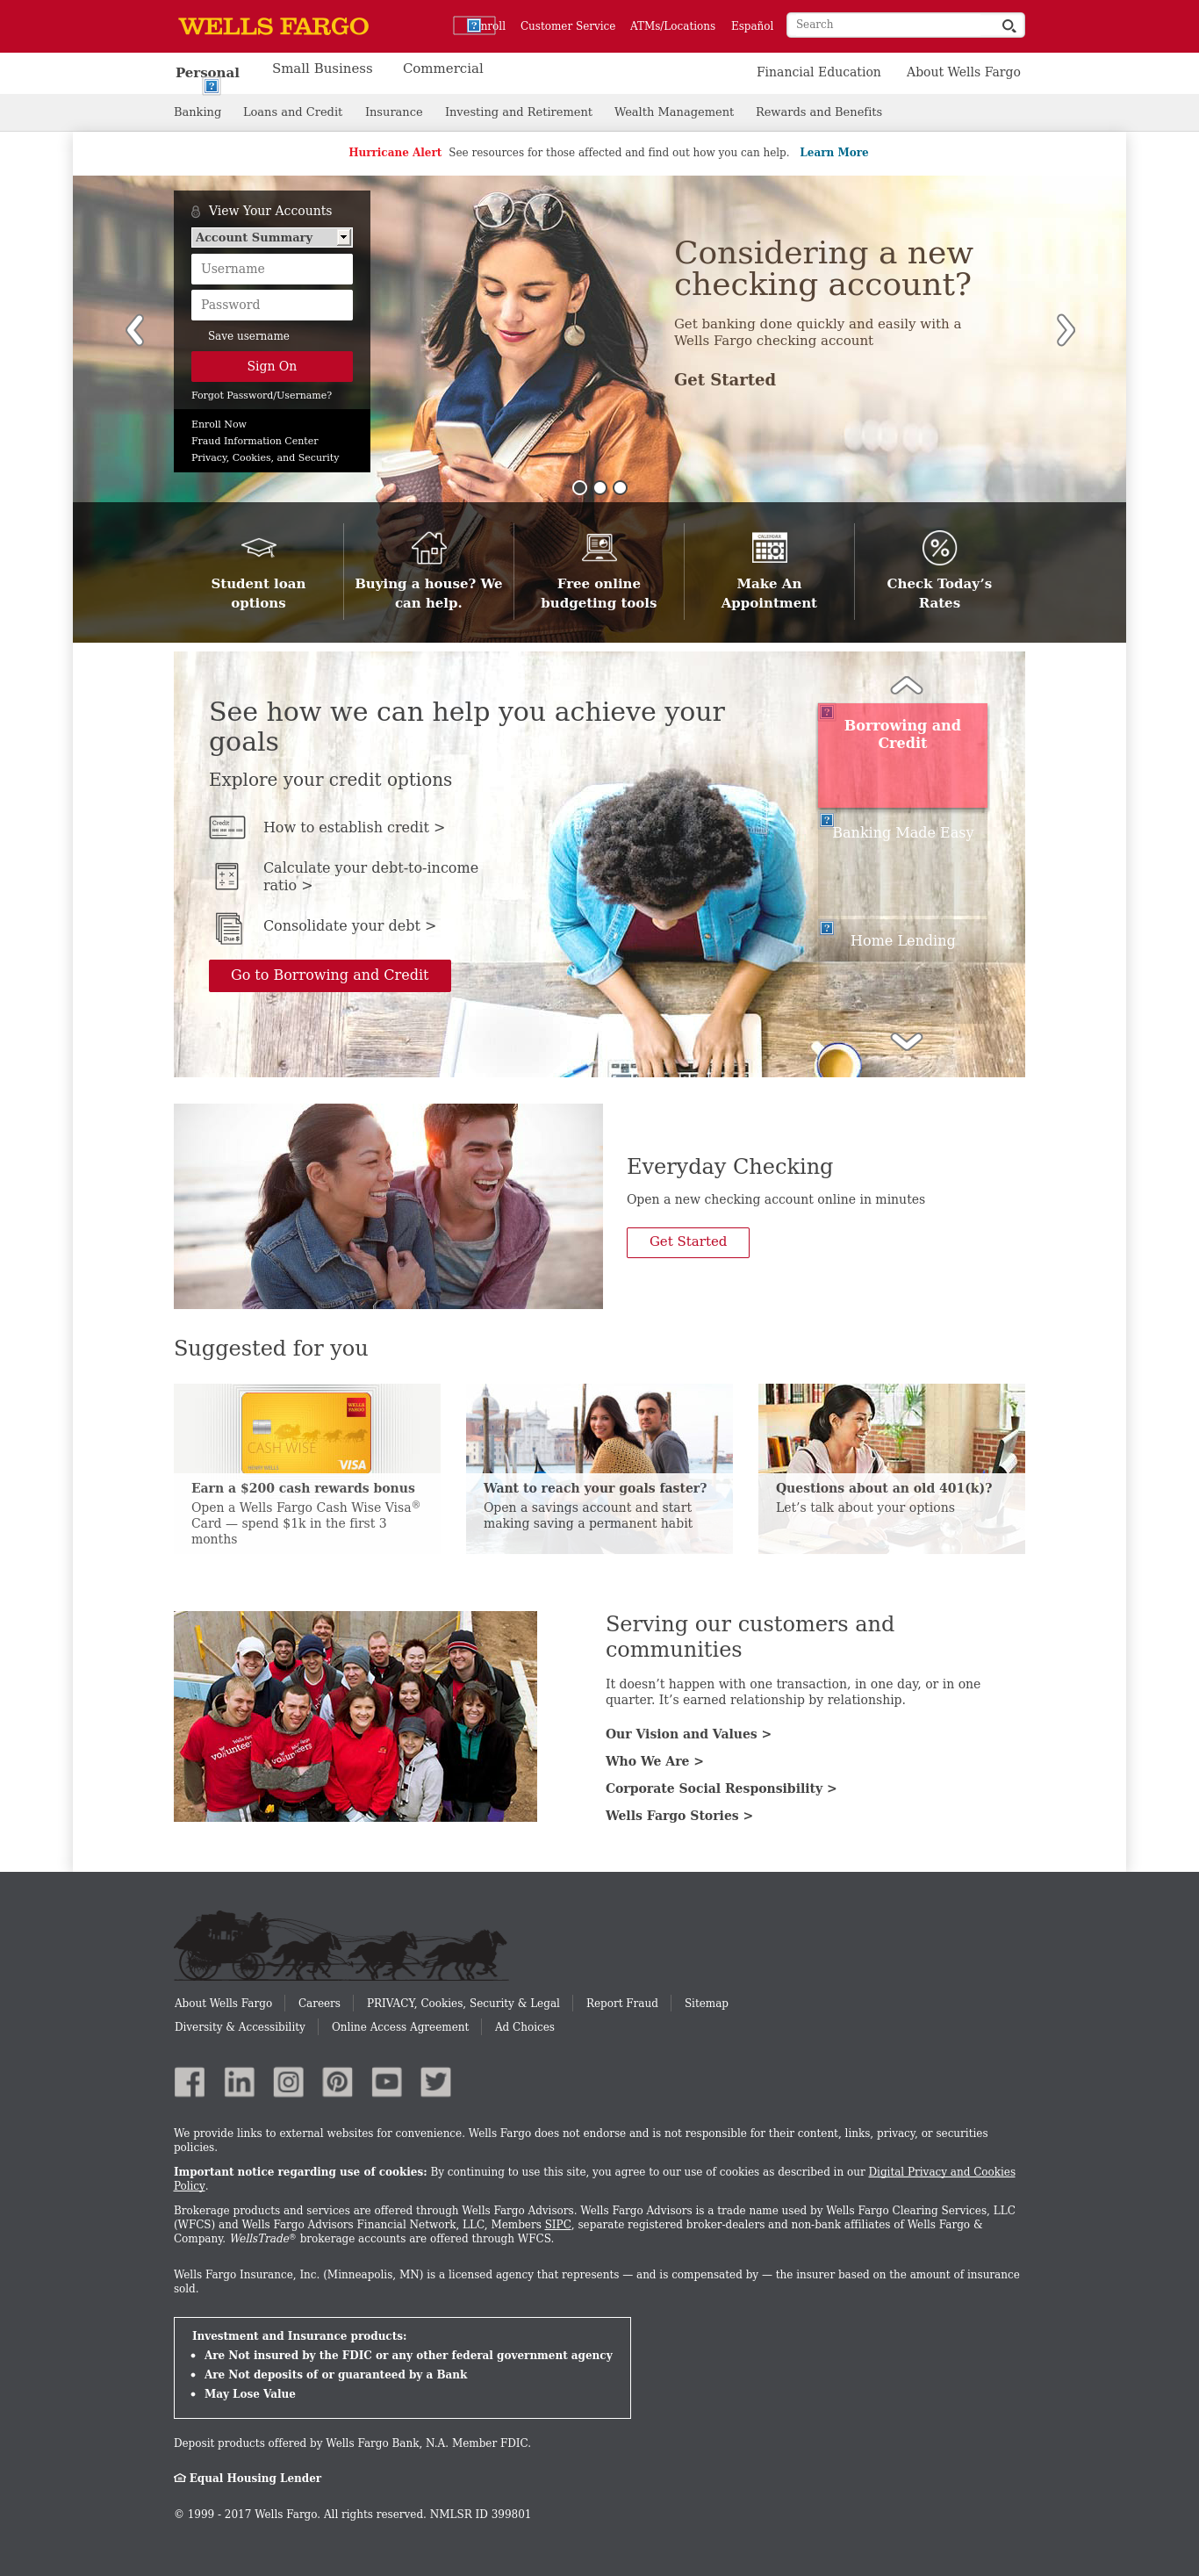 WELLS FARGO
Enroll Customer Service ATMs/Locations Español Search
Personal Small Business Commercial Financial Education About Wells Fargo
Banking Loans and Credit Insurance Investing and Retirement Wealth Management Rewards and Benefits
Hurricane Alert See resources for those affected and find out how you can help. Learn More
View Your Accounts
Account Summary
Username
Password
Save username
Sign On
Forgot Password/Username?
Enroll Now
Fraud Information Center
Privacy, Cookies, and Security
Considering a new
checking account?
Get banking done quickly and easily with a
Wells Fargo checking account
Get Started
Student loan
options
Buying a house? We
can help.
Free online
budgeting tools
CALENDAR
Make An
Appointment
Check Today’s
Rates
See how we can help you achieve your
goals
Explore your credit options
Credit
How to establish credit >
Calculate your debt-to-income
ratio >
Due $
Consolidate your debt >
Go to Borrowing and Credit
Borrowing and
Credit
Banking Made Easy
Home Lending
Everyday Checking
Open a new checking account online in minutes
Get Started
Suggested for you
WELLS
FARGO
CASH WISE
HENRY WELLS
VISA
Earn a $200 cash rewards bonus
Open a Wells Fargo Cash Wise Visa®
Card — spend $1k in the first 3
months
Want to reach your goals faster?
Open a savings account and start
making saving a permanent habit
Questions about an old 401(k)?
Let’s talk about your options
Wells Fargo
volunteers
Wells Fargo
volunteers
Serving our customers and
communities
It doesn’t happen with one transaction, in one day, or in one
quarter. It’s earned relationship by relationship.
Our Vision and Values >
Who We Are >
Corporate Social Responsibility >
Wells Fargo Stories >
About Wells Fargo Careers PRIVACY, Cookies, Security & Legal Report Fraud Sitemap
Diversity & Accessibility Online Access Agreement Ad Choices
We provide links to external websites for convenience. Wells Fargo does not endorse and is not responsible for their content, links, privacy, or securities
policies.
Important notice regarding use of cookies: By continuing to use this site, you agree to our use of cookies as described in our Digital Privacy and Cookies
Policy.
Brokerage products and services are offered through Wells Fargo Advisors. Wells Fargo Advisors is a trade name used by Wells Fargo Clearing Services, LLC
(WFCS) and Wells Fargo Advisors Financial Network, LLC, Members SIPC, separate registered broker-dealers and non-bank affiliates of Wells Fargo &
Company. WellsTrade® brokerage accounts are offered through WFCS.
Wells Fargo Insurance, Inc. (Minneapolis, MN) is a licensed agency that represents — and is compensated by — the insurer based on the amount of insurance
sold.
Investment and Insurance products:
• Are Not insured by the FDIC or any other federal government agency
• Are Not deposits of or guaranteed by a Bank
• May Lose Value
Deposit products offered by Wells Fargo Bank, N.A. Member FDIC.
Equal Housing Lender
© 1999 - 2017 Wells Fargo. All rights reserved. NMLSR ID 399801